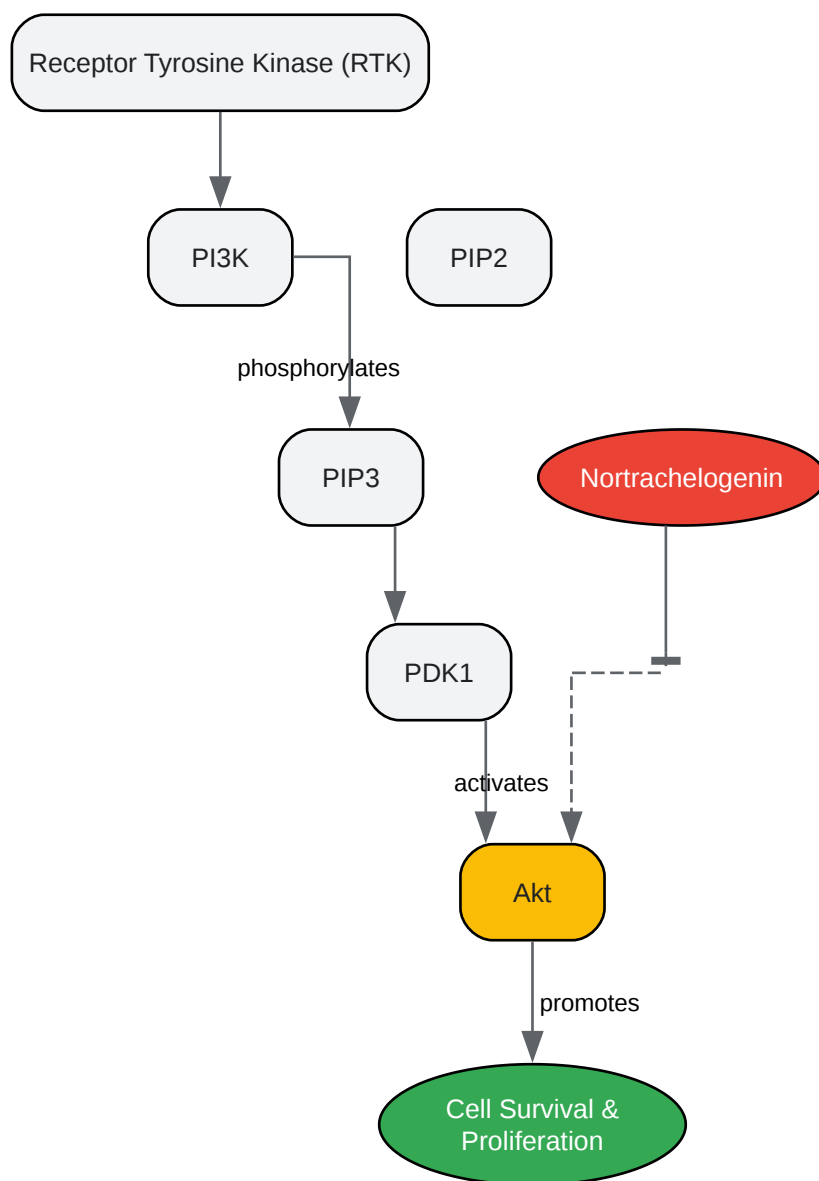 Receptor Tyrosine Kinase (RTK)
PI3K
PIP2
phosphorylates
PIP3
Nortrachelogenin
PDK1
activates
Akt
promotes
Cell Survival &
Proliferation